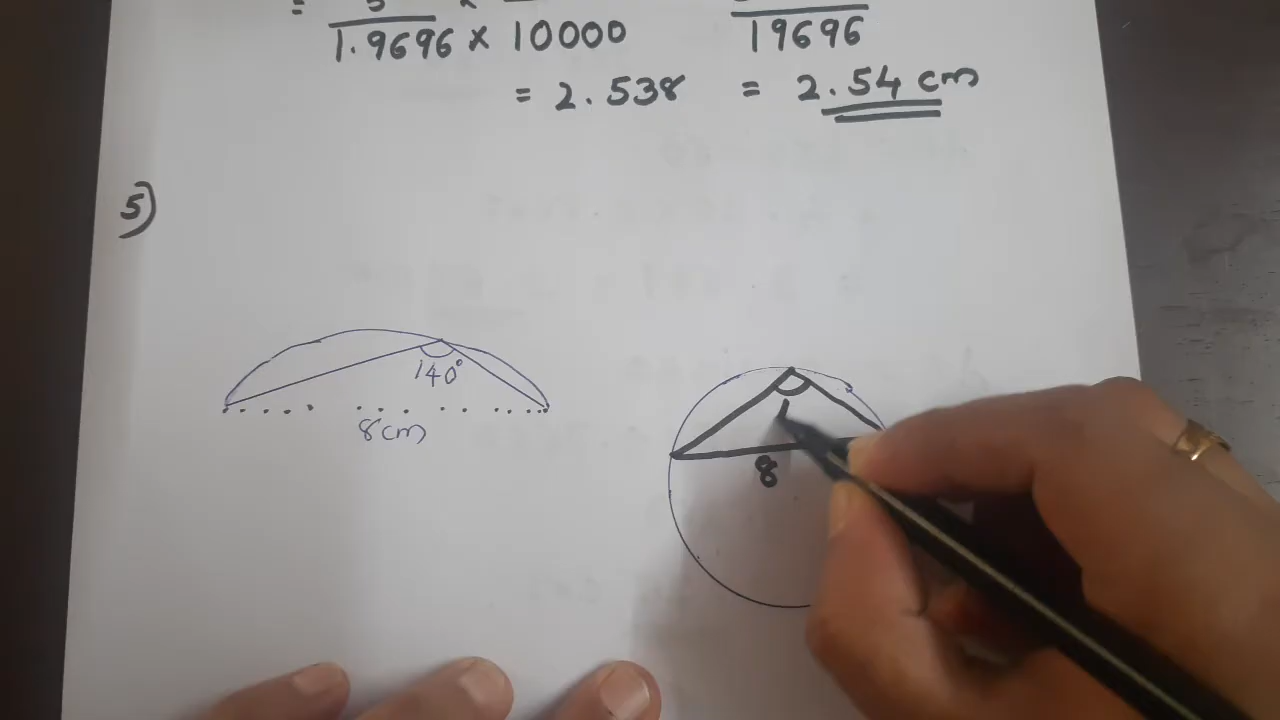 =
1.9696 × 10000
19696
= 2.538 = 2.54 cm
5)
140°
8cm
8